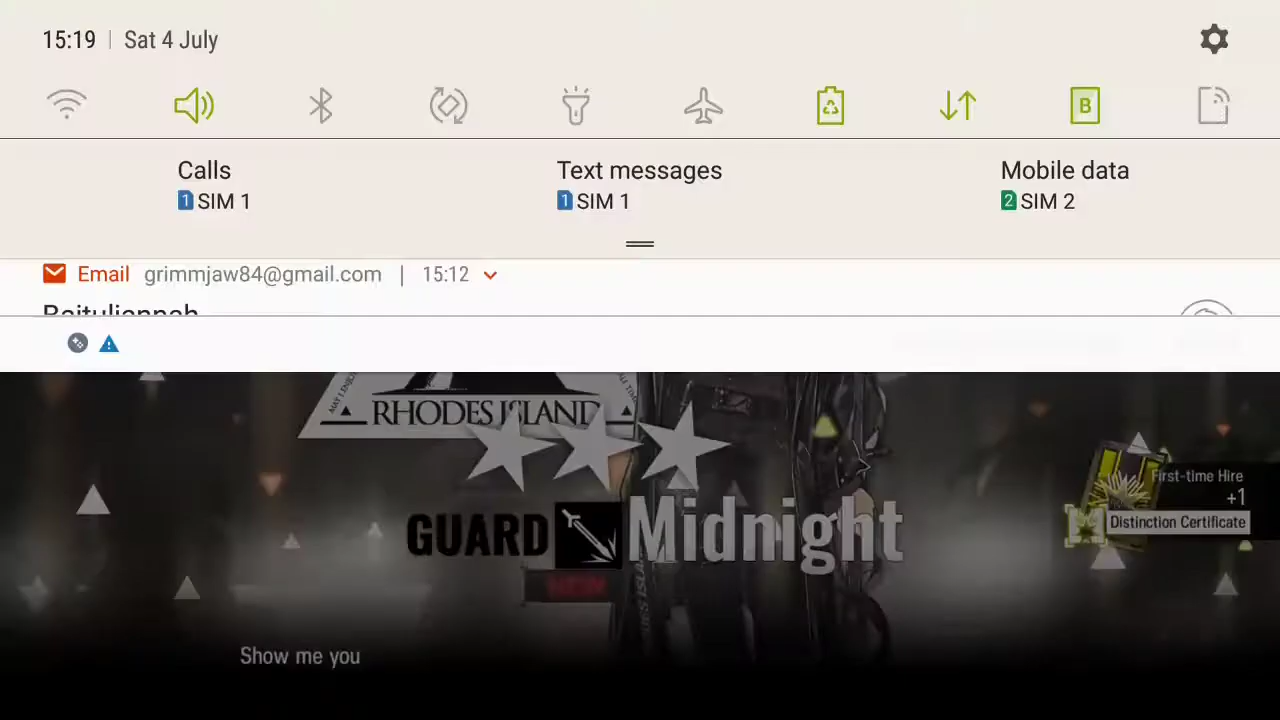 15:19 | Sat 4 July
B
Calls
1 SIM 1
Text messages
1 SIM 1
Mobile data
2 SIM 2
Email grimmjaw84@gmail.com | 15:12
RHODES ISLAND
First-time Hire
+1
Distinction Certificate
GUARD Midnight
NEW
Show me you